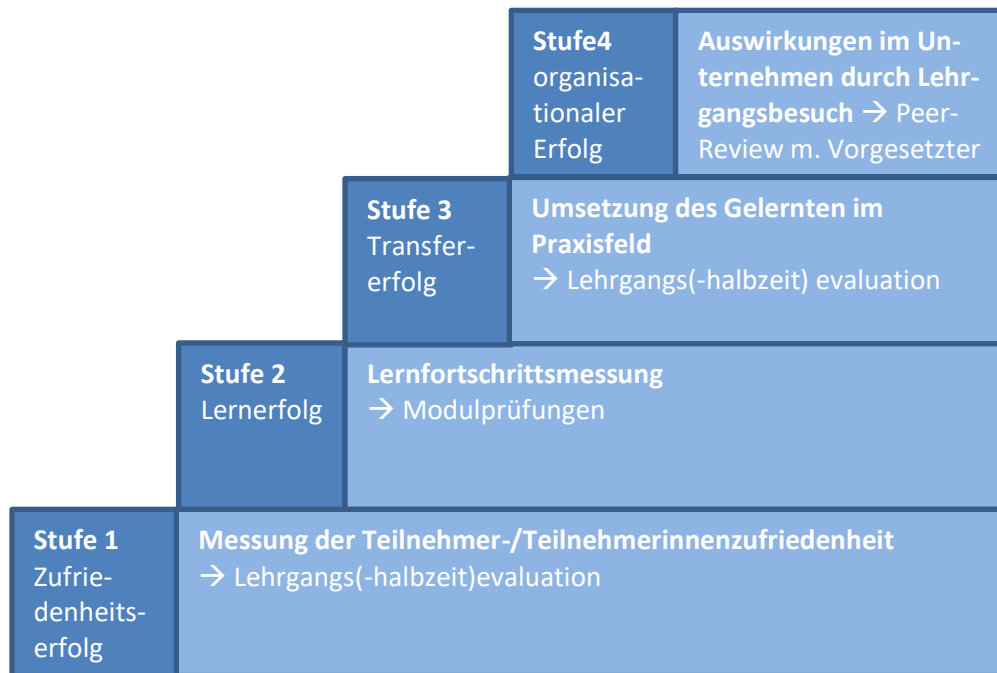 Stufe4
organisa-
tionaler
Erfolg
Auswirkungen im Un-
ternehmen durch Lehr-
gangsbesuch → Peer-
Review m. Vorgesetzter
Stufe 3
Transfer-
erfolg
Umsetzung des Gelernten im
Praxisfeld
→ Lehrgangs(-halbzeit) evaluation
Stufe 2
Lernerfolg
Lernfortschrittsmessung
→ Modulprüfungen
Stufe 1
Zufrie-
denheits-
erfolg
Messung der Teilnehmer-/Teilnehmerinnenzufriedenheit
→ Lehrgangs(-halbzeit)evaluation